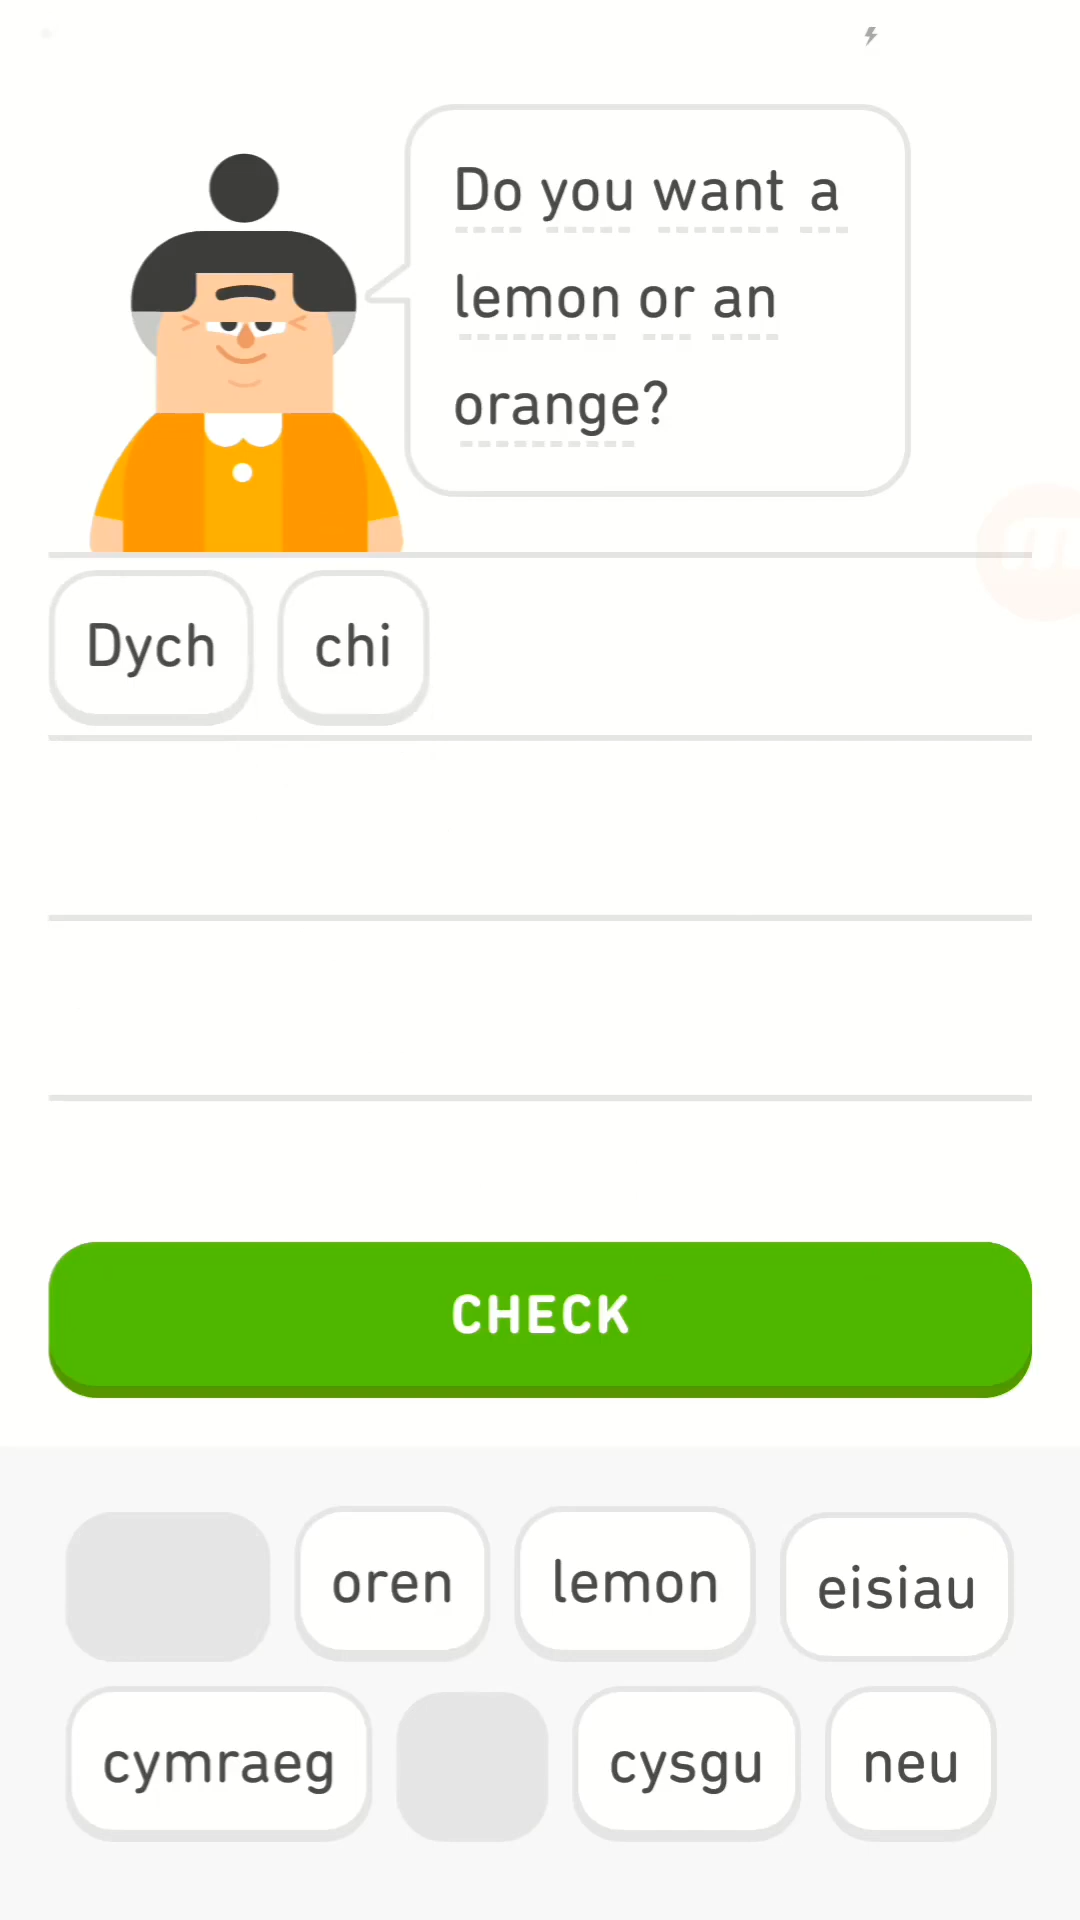 Do you want a
lemon or an
orange?
Dych chi
CHECK
oren lemon eisiau
cymraeg cysgu neu